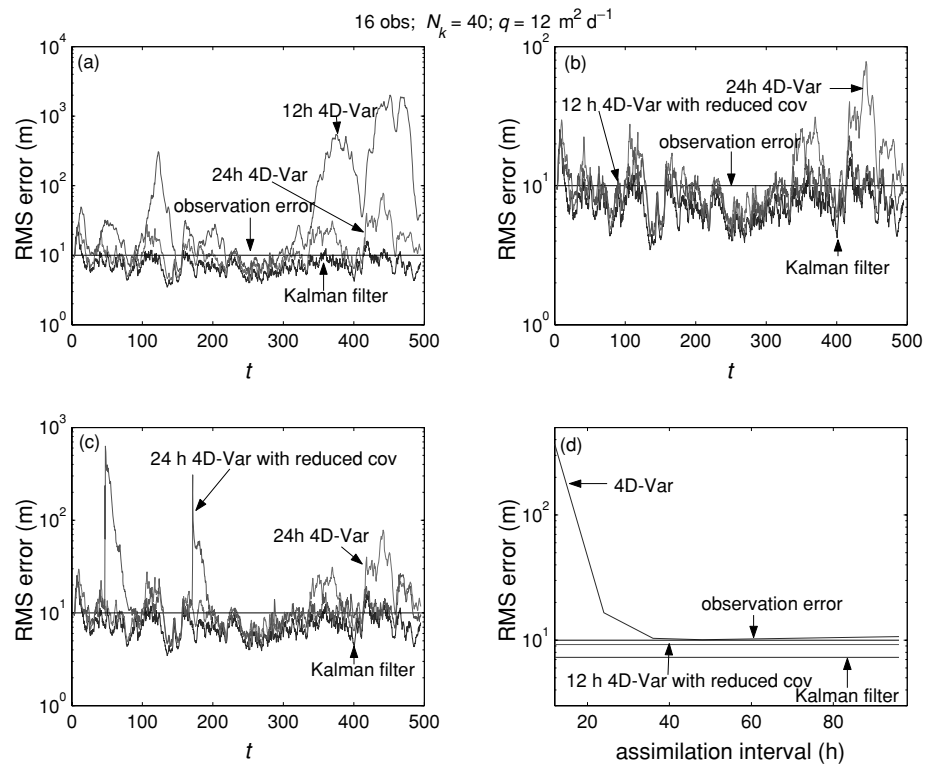 16 obs; N_k = 40; q = 12 m² d⁻¹
(a)
RMS error (m)
10⁴
10³
10²
10¹
10⁰
12h 4D-Var
24h 4D-Var
observation error
Kalman filter
0 100 200 300 400 500
t
(b)
RMS error (m)
10²
10¹
10⁰
24h 4D-Var
12 h 4D-Var with reduced cov
observation error
Kalman filter
0 100 200 300 400 500
t
(c)
RMS error (m)
10³
10²
10¹
10⁰
24 h 4D-Var with reduced cov
24h 4D-Var
Kalman filter
0 100 200 300 400 500
t
(d)
RMS error (m)
10²
10¹
4D-Var
observation error
12 h 4D-Var with reduced cov
Kalman filter
20 40 60 80
assimilation interval (h)